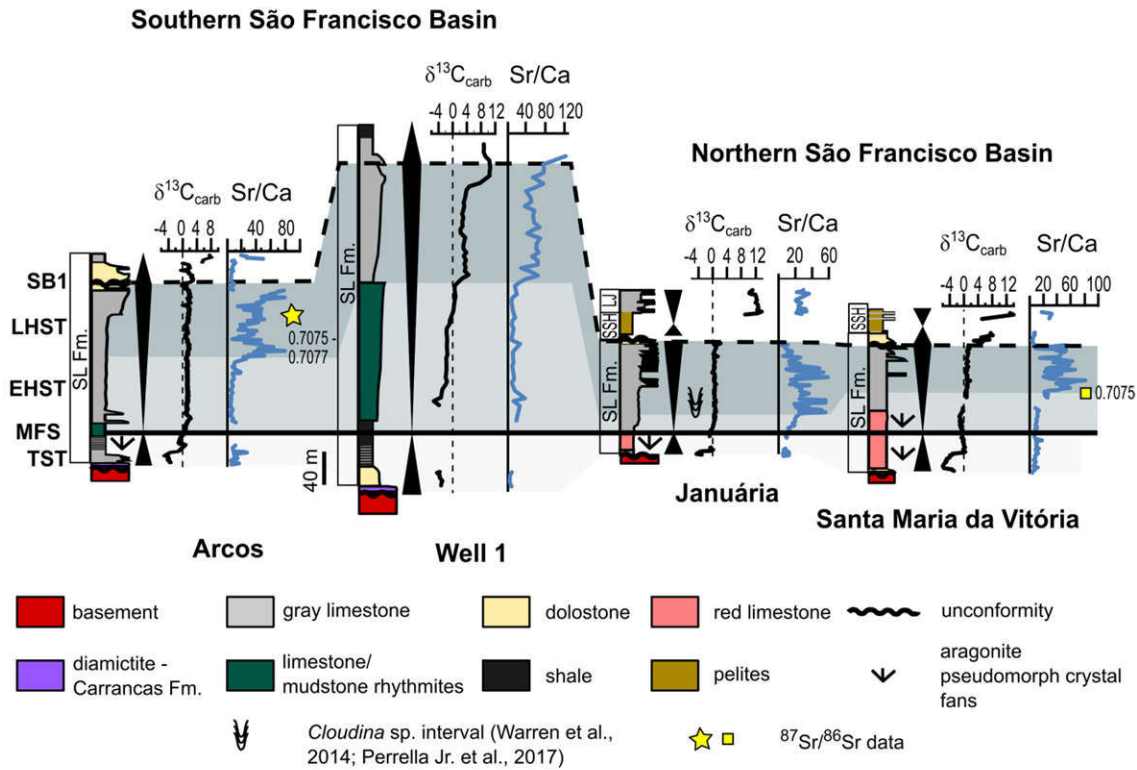 Southern São Francisco Basin
δ13Ccarb Sr/Ca
-4 0 4 8 12 40 80 120
Northern São Francisco Basin
δ13Ccarb Sr/Ca
-4 0 4 8 40 80
δ13Ccarb Sr/Ca
-4 0 4 8 12 20 60
δ13Ccarb Sr/Ca
-4 0 4 8 12 20 60 100
SB1
LHST
EHST
MFS
TST
SL Fm.
0.7075 -
0.7077
SL Fm.
40 m
SL Fm.
SSH
LJ
SL Fm.
SSH
0.7075
Arcos
Well 1
Januária
Santa Maria da Vitória
basement
gray limestone
dolostone
red limestone
unconformity
diamictite -
Carrancas Fm.
limestone/
mudstone rhythmites
shale
pelites
aragonite
pseudomorph crystal
fans
Cloudina sp. interval (Warren et al.,
2014; Perrella Jr. et al., 2017)
87Sr/86Sr data